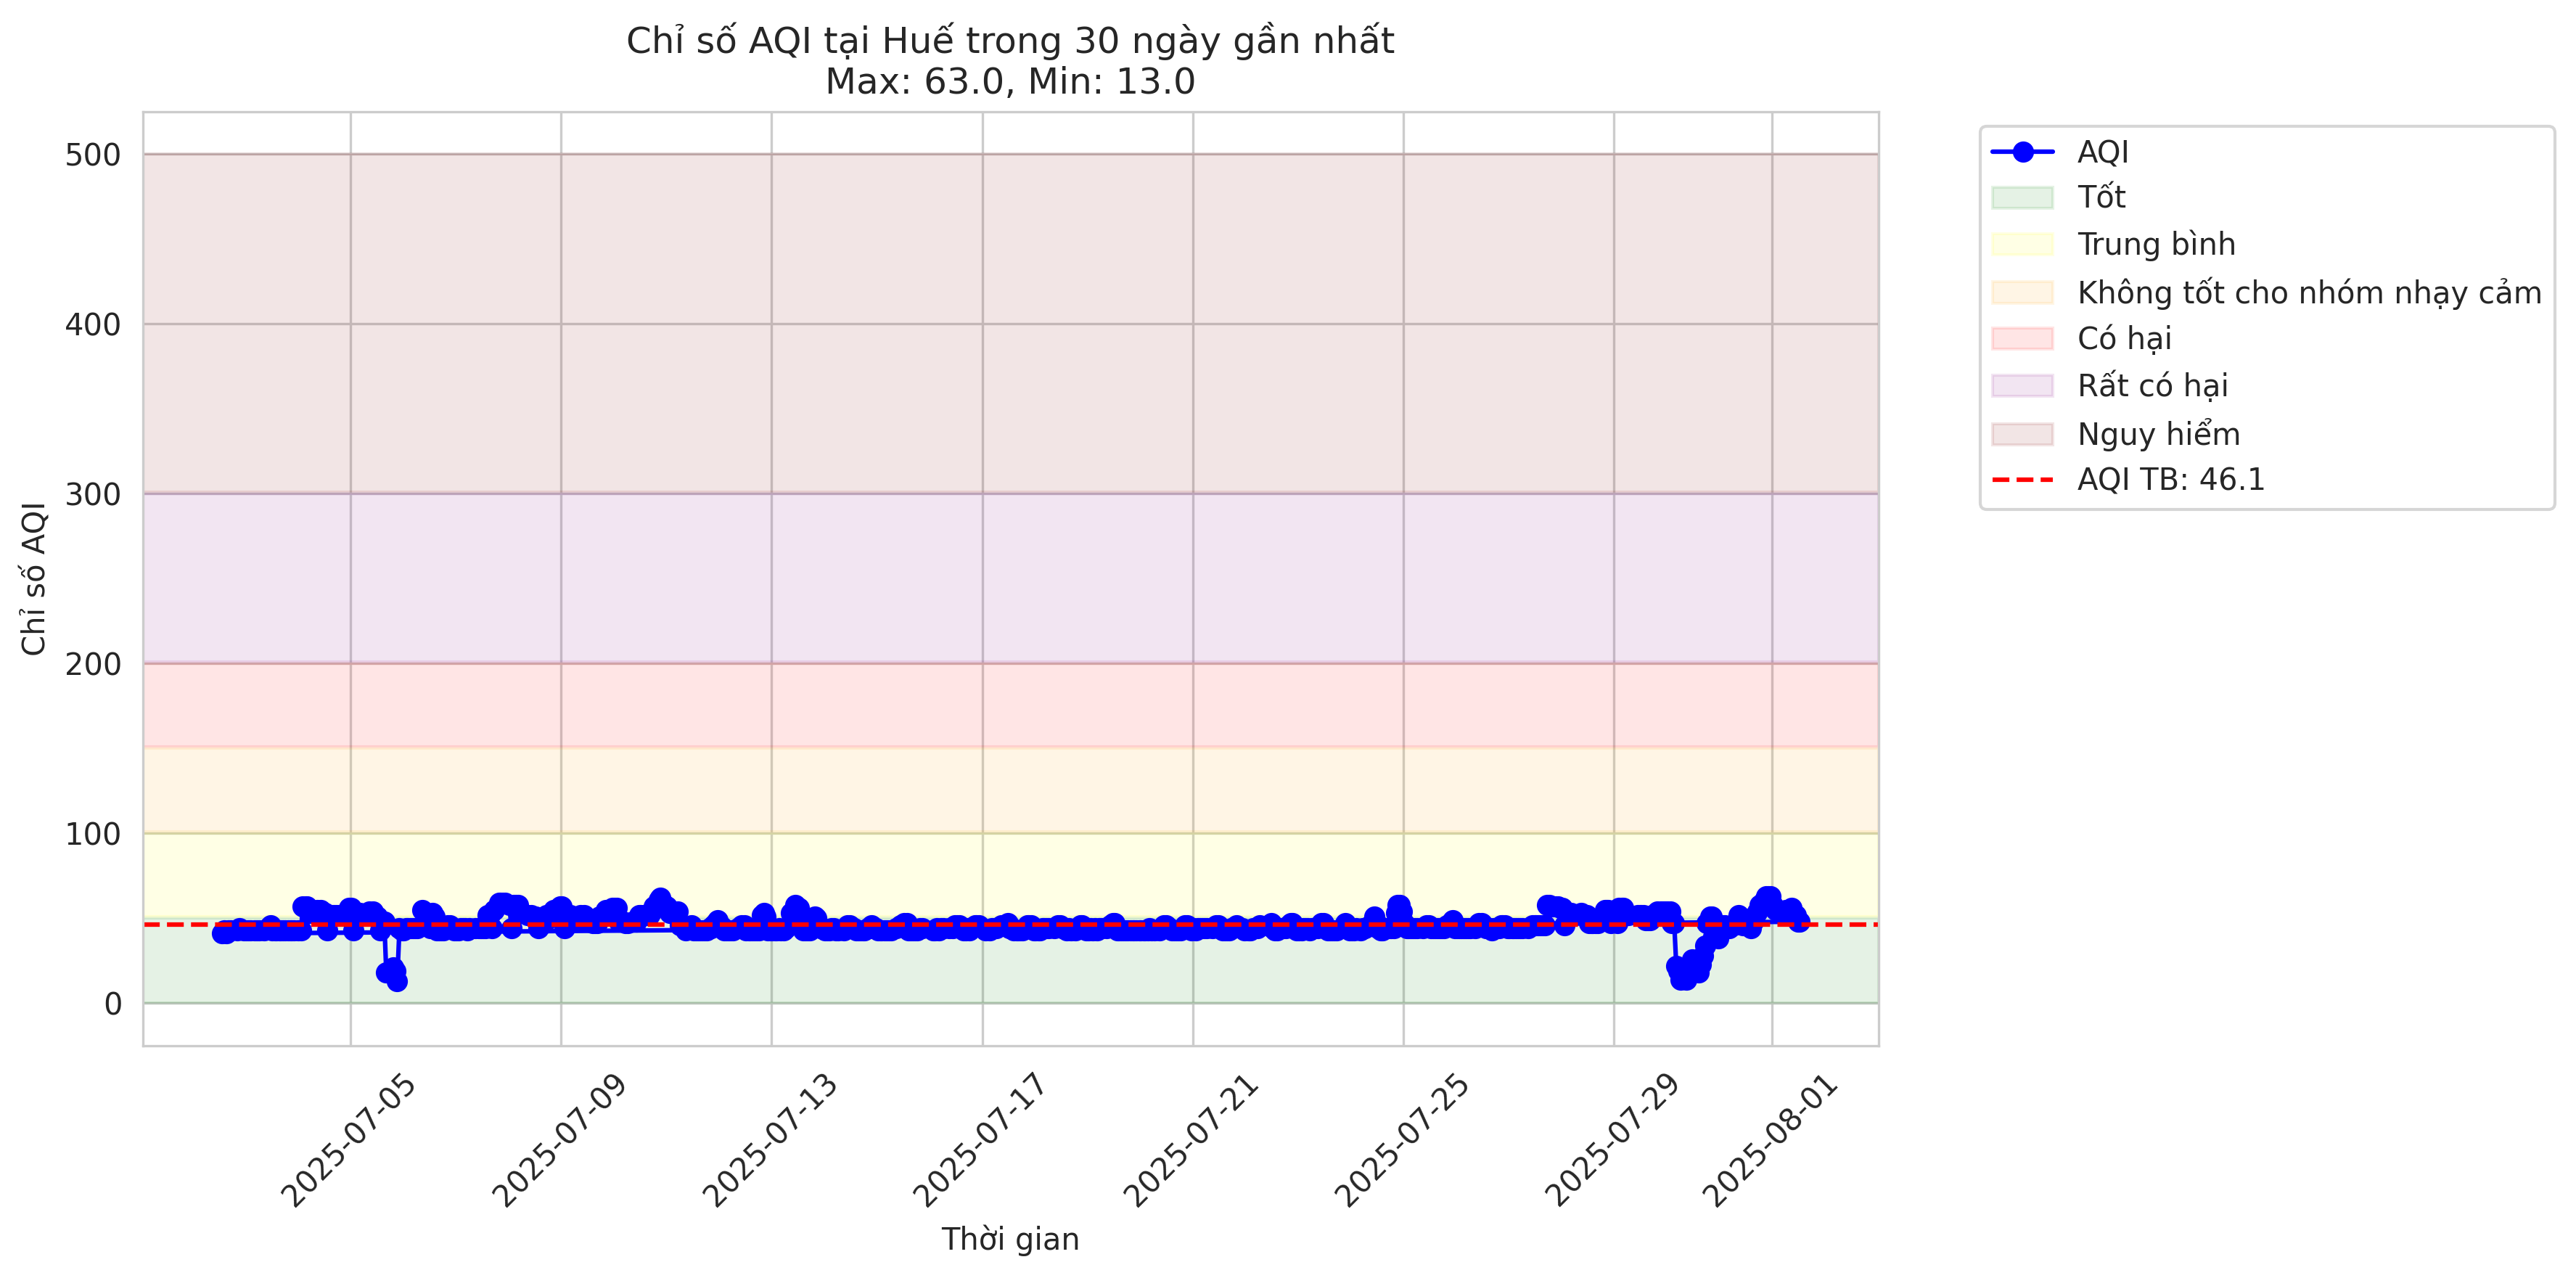 Chỉ số AQI tại Huế trong 30 ngày gần nhất
Max: 63.0, Min: 13.0
Chỉ số AQI
500
400
300
200
100
0
2025-07-05
2025-07-09
2025-07-13
2025-07-17
2025-07-21
2025-07-25
2025-07-29
2025-08-01
Thời gian
AQI
Tốt
Trung bình
Không tốt cho nhóm nhạy cảm
Có hại
Rất có hại
Nguy hiểm
AQI TB: 46.1